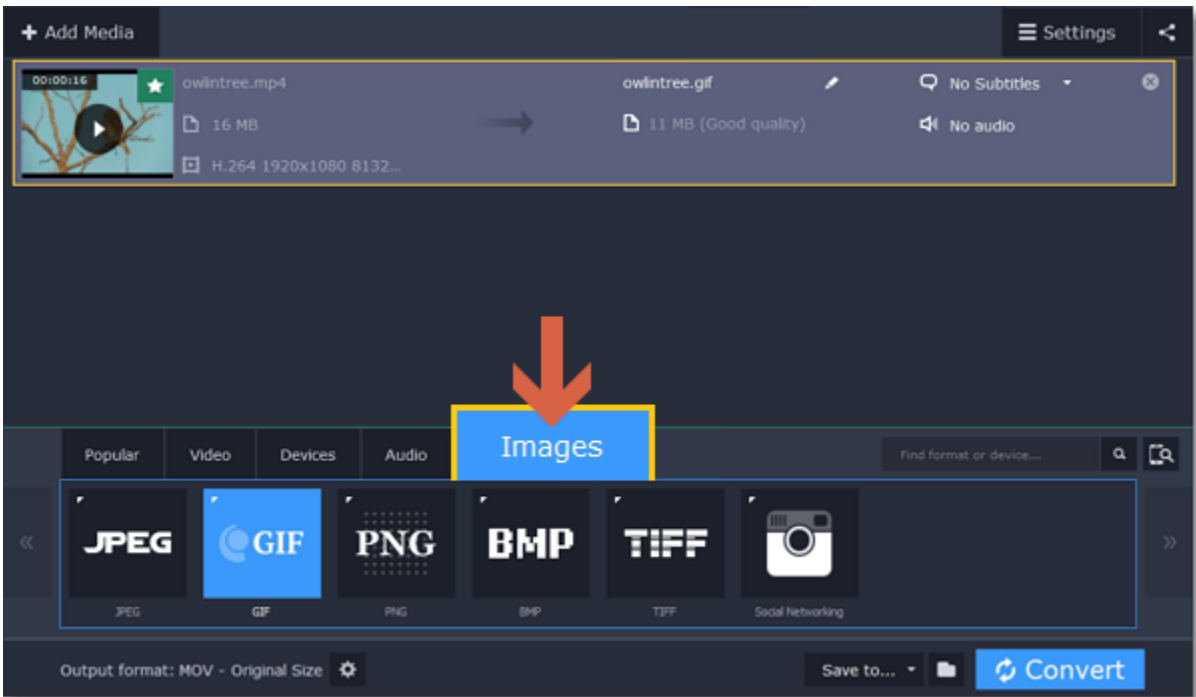 Add Media
Settings
00:00:16
owlintree.mp4
owlintree.gif
No Subtitles
16 MB
11 MB (Good quality)
No audio
H.264 1920x1080 8132...
Popular
Video
Devices
Audio
Images
Find format or device....
JPEG
GIF
PNG
BMP
TIFF
JPEG
GIF
PNG
BMP
TIFF
Social Networking
Output format: MOV - Original Size
Save to...
Convert